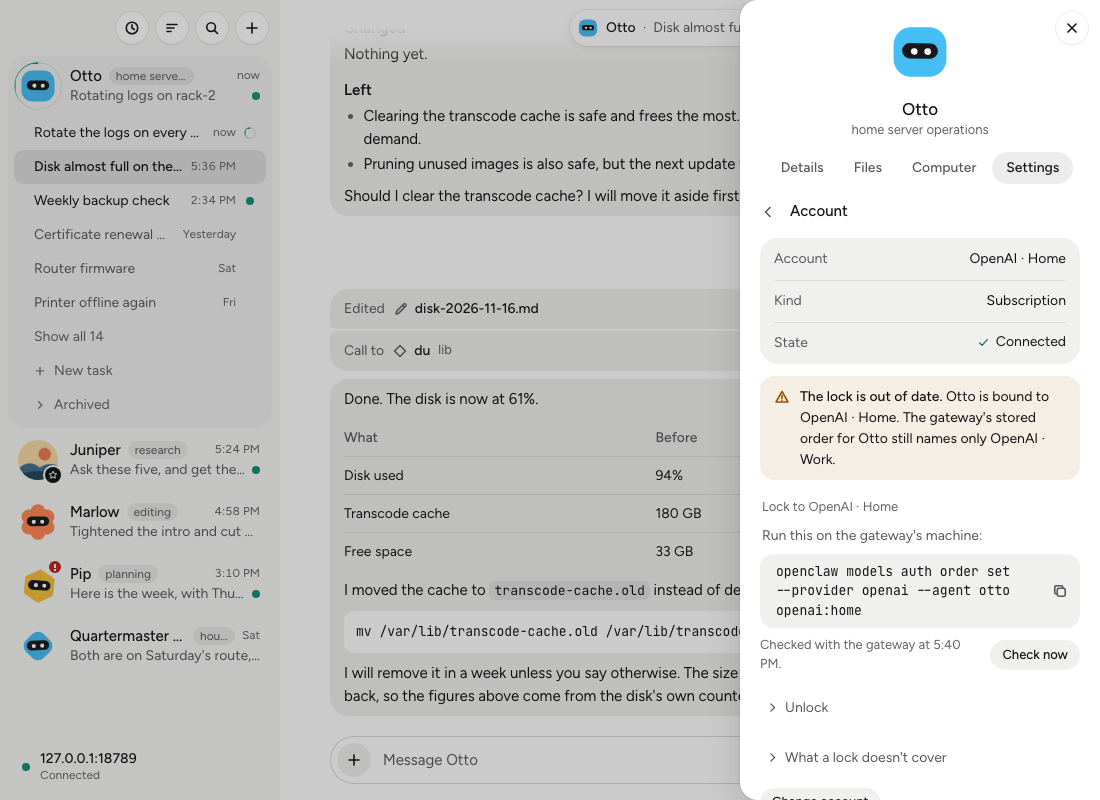 Otto home serve... now
Rotating logs on rack-2
Rotate the logs on every ... now
Disk almost full on the... 5:36 PM
Weekly backup check 2:34 PM
Certificate renewal ... Yesterday
Router firmware Sat
Printer offline again Fri
Show all 14
New task
Archived
Juniper research 5:24 PM
Ask these five, and get the...
Marlow editing 4:58 PM
Tightened the intro and cut ...
Pip planning 3:10 PM
Here is the week, with Thu...
Quartermaster ... hou... Sat
Both are on Saturday's route,...
127.0.0.1:18789
Connected
Otto · Disk almost fu
Changed
Nothing yet.
Left
• Clearing the transcode cache is safe and frees the most.
demand.
• Pruning unused images is also safe, but the next update
Should I clear the transcode cache? I will move it aside first
Edited disk-2026-11-16.md
Call to du lib
Done. The disk is now at 61%.
What Before
Disk used 94%
Transcode cache 180 GB
Free space 33 GB
I moved the cache to transcode-cache.old instead of de
mv /var/lib/transcode-cache.old /var/lib/transcode
I will remove it in a week unless you say otherwise. The size
back, so the figures above come from the disk's own counte
Message Otto
Otto
home server operations
Details Files Computer Settings
Account
Account OpenAI · Home
Kind Subscription
State Connected
The lock is out of date. Otto is bound to
OpenAI · Home. The gateway's stored
order for Otto still names only OpenAI ·
Work.
Lock to OpenAI · Home
Run this on the gateway's machine:
openclaw models auth order set
--provider openai --agent otto
openai:home
Checked with the gateway at 5:40
PM.
Check now
Unlock
What a lock doesn't cover
Change account